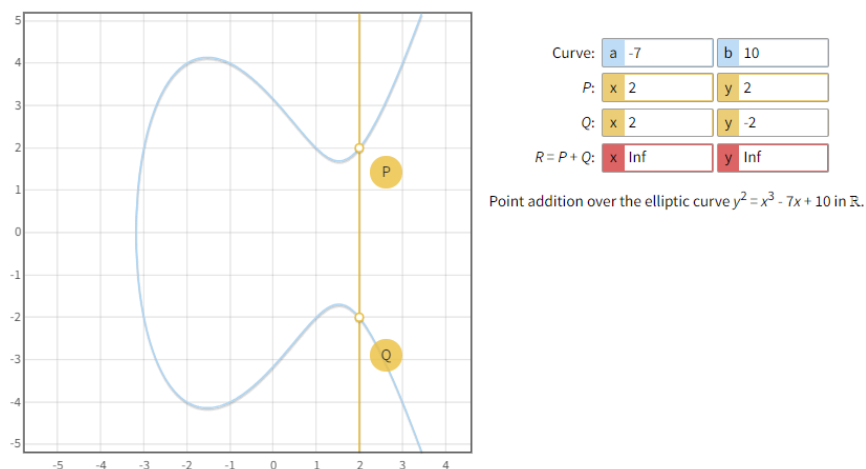 5
4
3
2
1
0
-1
-2
-3
-4
-5
-5 -4 -3 -2 -1 0 1 2 3 4
P
Q
Curve: a -7 b 10
P: x 2 y 2
Q: x 2 y -2
R = P + Q: x Inf y Inf
Point addition over the elliptic curve y² = x³ - 7x + 10 in ℝ.